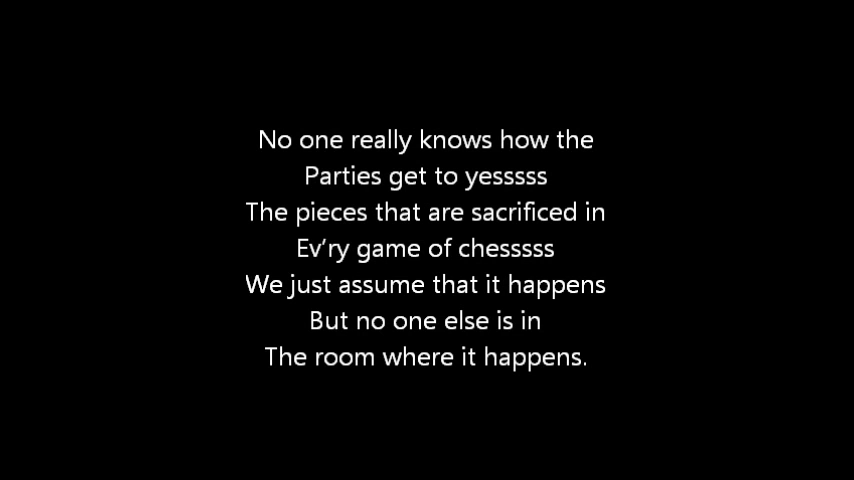 No one really knows how the
Parties get to yesssss
The pieces that are sacrificed in
Ev’ry game of chesssss
We just assume that it happens
But no one else is in
The room where it happens.